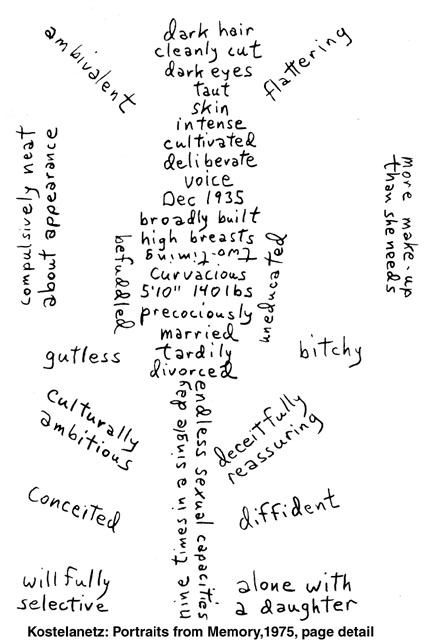 ambivalent
flattering
dark hair
cleanly cut
dark eyes
taut
skin
intense
cultivated
deliberate
voice
Dec 1935
broadly built
high breasts
two-timing
curvacious
5'10" 140 lbs
precociously
married
tardily
divorced
compulsively neat
about appearance
more make-up
than she needs
befuddled
uneducated
gutless
bitchy
culturally
ambitious
deceitfully
reassuring
endless sexual capacities
nine times in a single day
Conceited
diffident
willfully
selective
alone with
a daughter
Kostelanetz: Portraits from Memory,1975, page detail